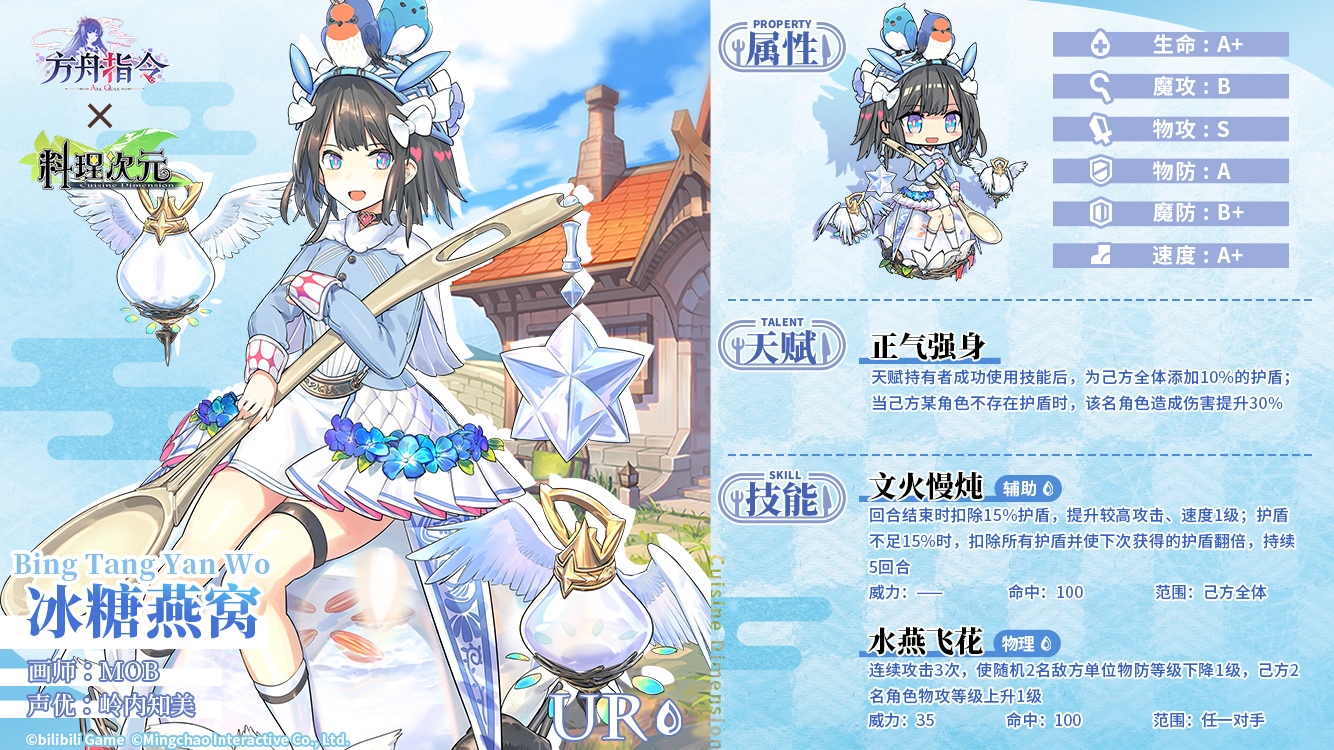 方舟指令
Ark Order
×
料理次元
Cuisine Dimension
Bing Tang Yan Wo
冰糖燕窝
画师：MOB
声优：岭内知美
©bilibili Game ©Mingchao Interactive Co., Ltd.
UR
Cuisine Dimension
PROPERTY
属性
生命：A+
魔攻：B
物攻：S
物防：A
魔防：B+
速度：A+
TALENT
天赋
正气强身
天赋持有者成功使用技能后，为己方全体添加10%的护盾；
当己方某角色不存在护盾时，该名角色造成伤害提升30%
SKILL
技能
文火慢炖 辅助
回合结束时扣除15%护盾，提升较高攻击、速度1级；护盾
不足15%时，扣除所有护盾并使下次获得的护盾翻倍，持续
5回合
威力：—— 命中：100 范围：己方全体
水燕飞花 物理
连续攻击3次，使随机2名敌方单位物防等级下降1级，己方2
名角色物攻等级上升1级
威力：35 命中：100 范围：任一对手